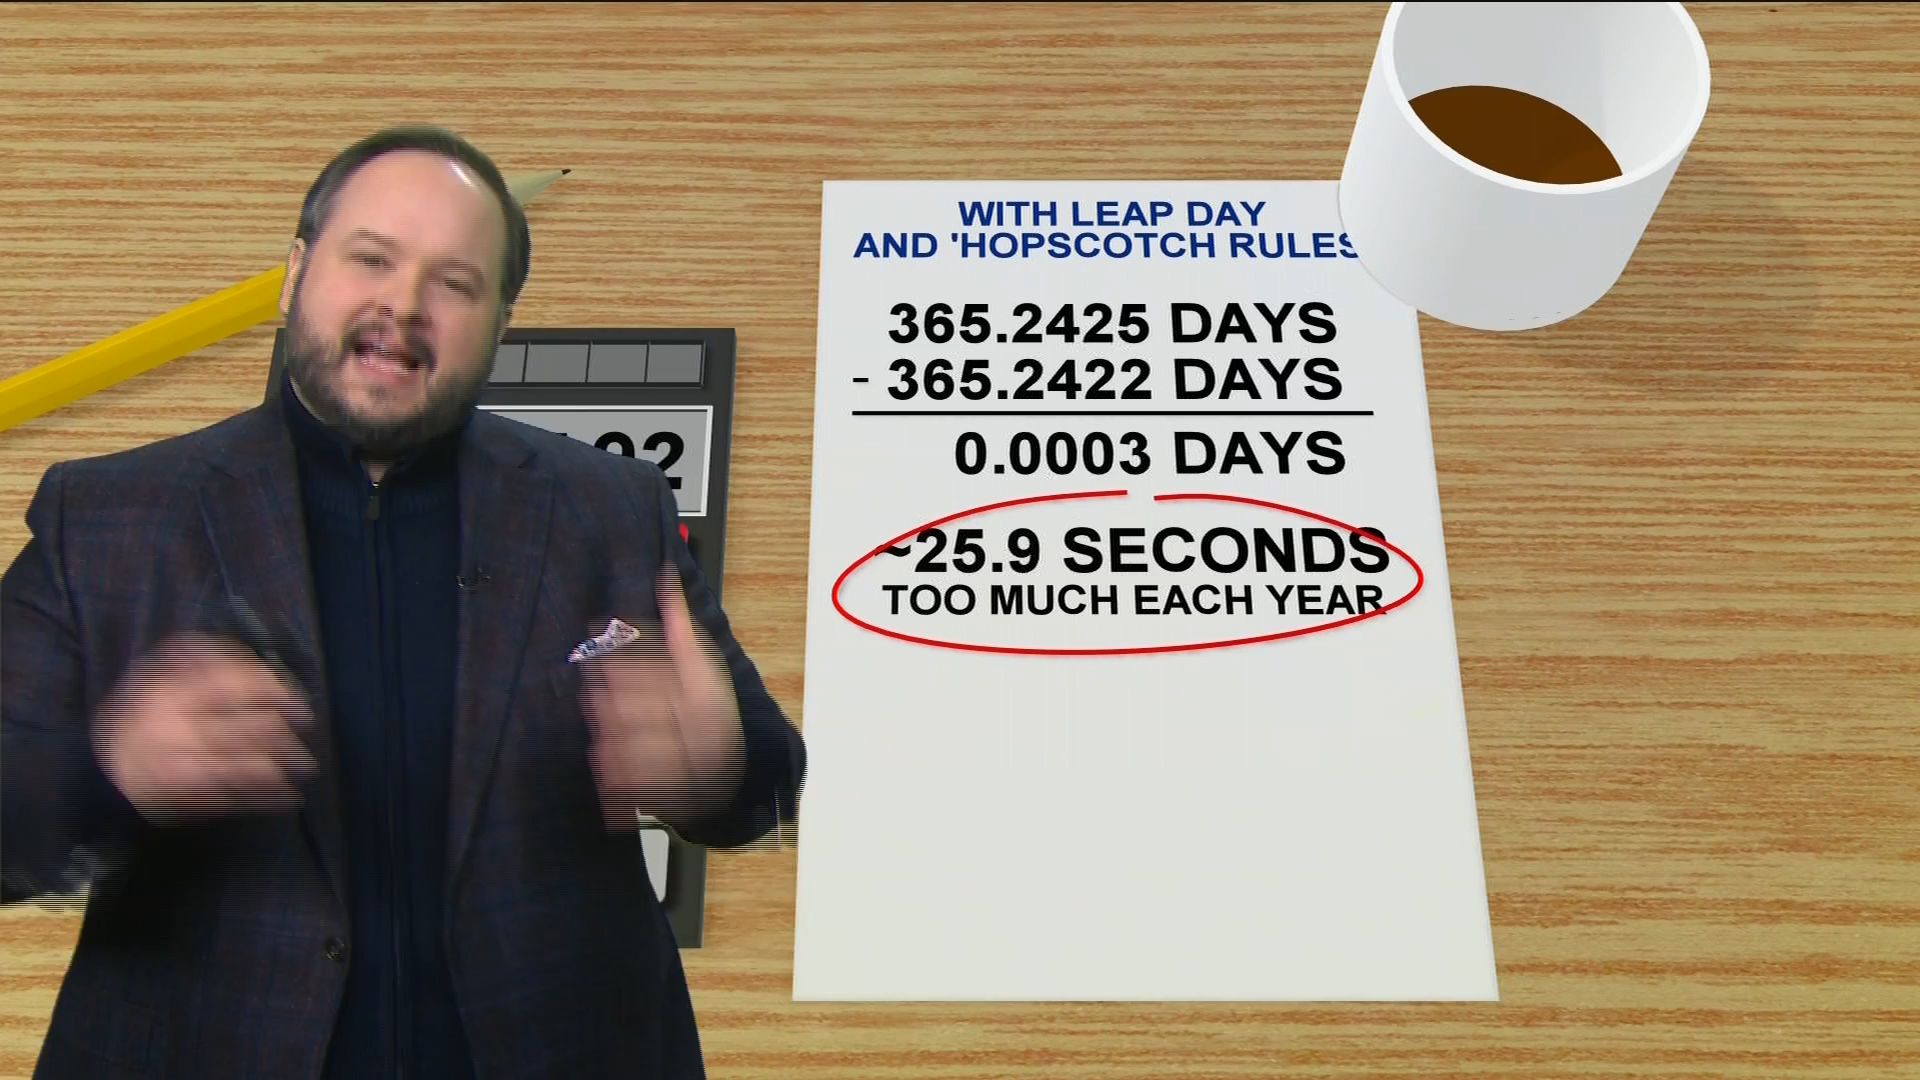 WITH LEAP DAY
AND 'HOPSCOTCH RULES
365.2425 DAYS
- 365.2422 DAYS
0.0003 DAYS
~25.9 SECONDS
TOO MUCH EACH YEAR